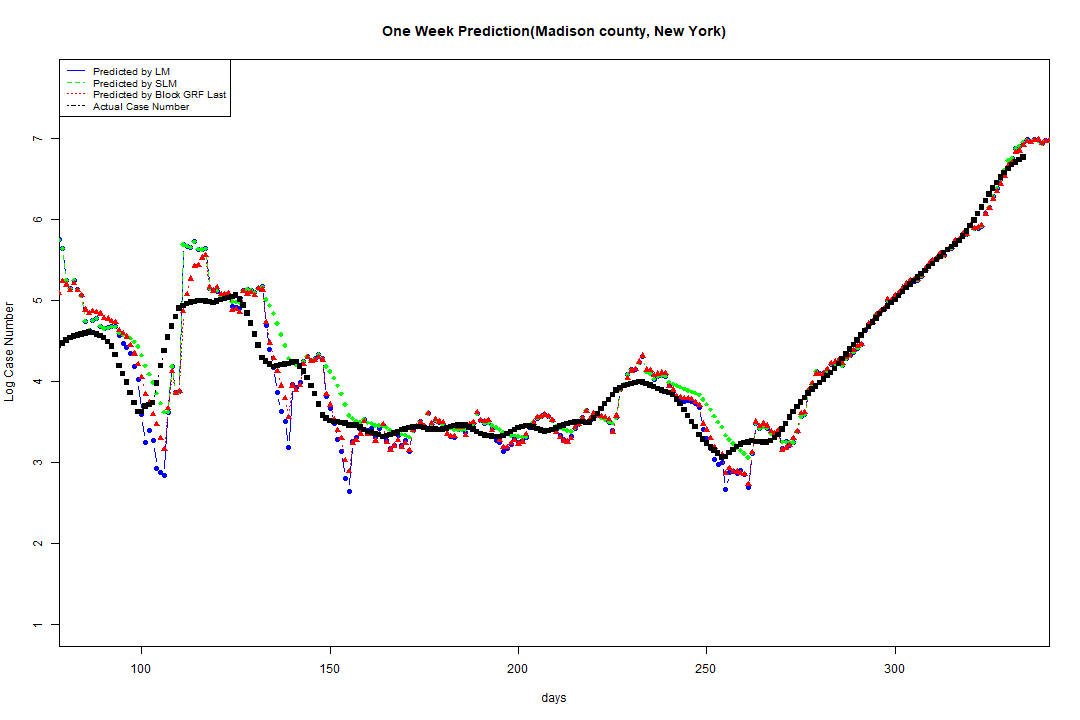 One Week Prediction(Madison county, New York)
Predicted by LM
Predicted by SLM
Predicted by Block GRF Last
Actual Case Number
7
6
5
4
3
2
1
Log Case Number
100 150 200 250 300
days